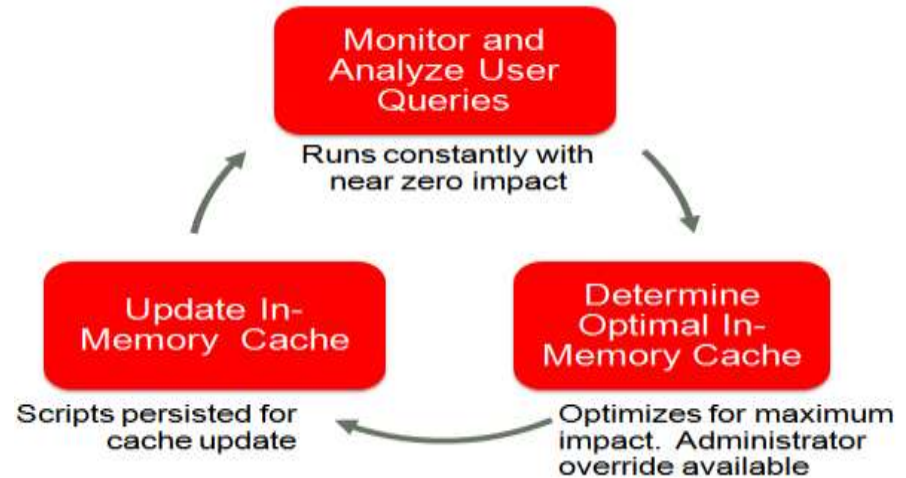 Monitor and
Analyze User
Queries
Runs constantly with
near zero impact
Determine
Optimal In-
Memory Cache
Optimizes for maximum
impact. Administrator
override available
Update In-
Memory Cache
Scripts persisted for
cache update